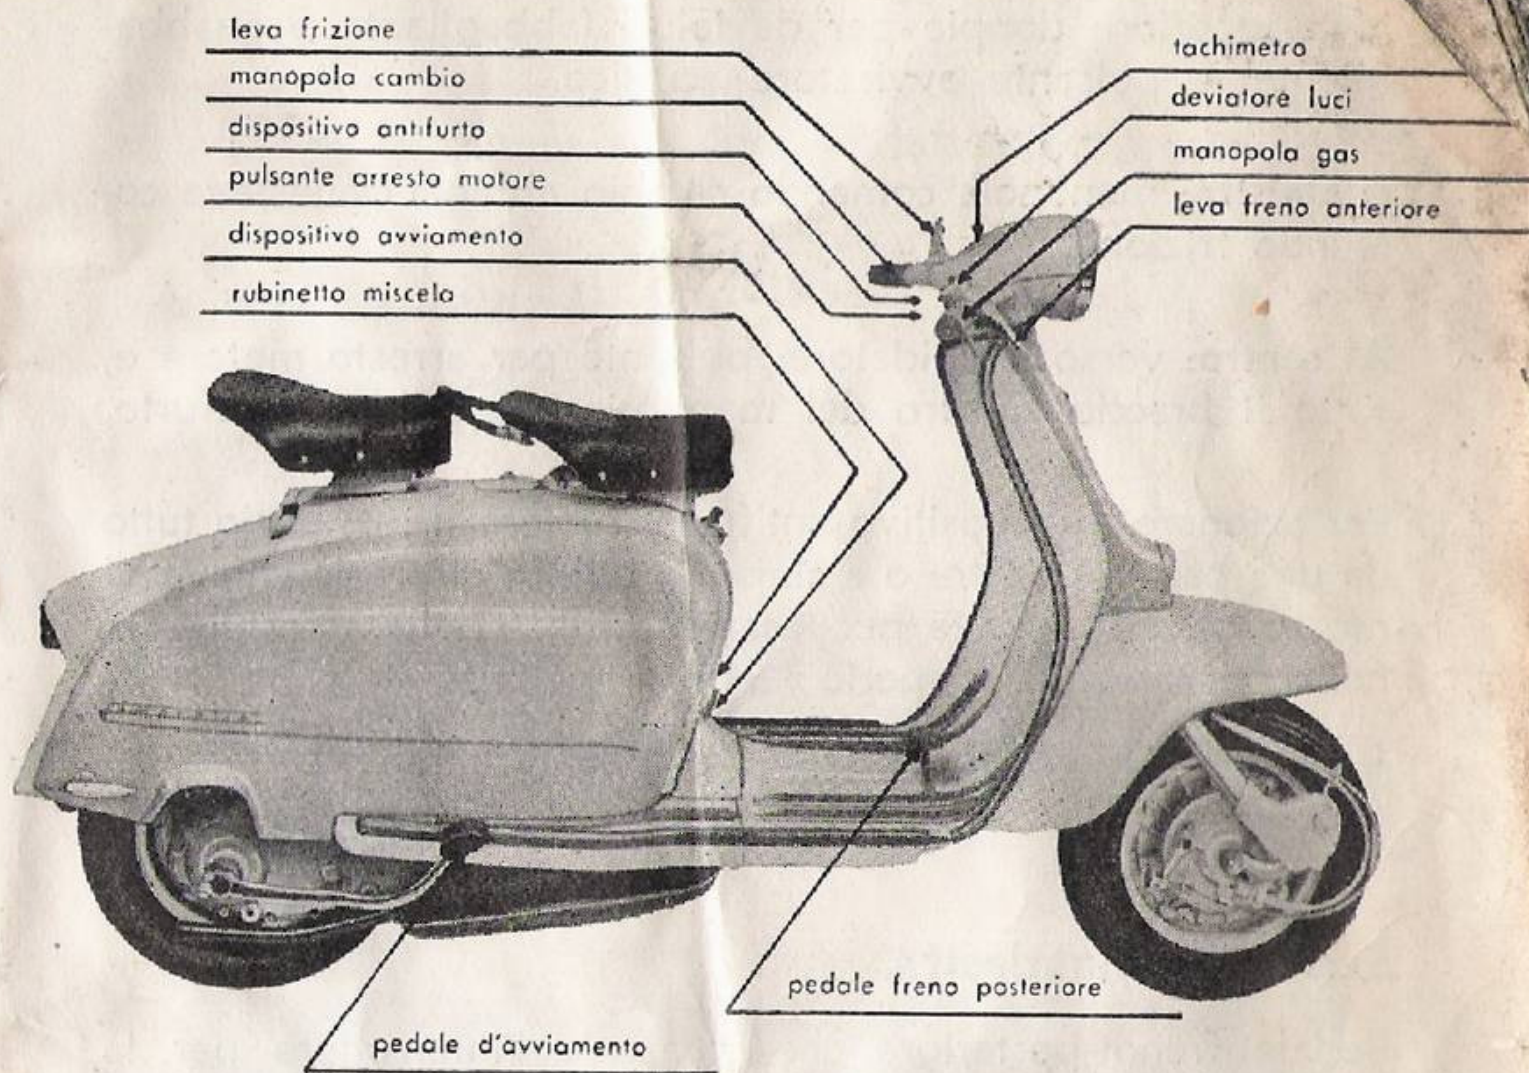 leva frizione
manopola cambio
dispositivo antifurto
pulsante arresto motore
dispositivo avviamento
rubinetto miscela
tachimetro
deviatore luci
manopola gas
leva freno anteriore
pedale freno posteriore
pedale d'avviamento